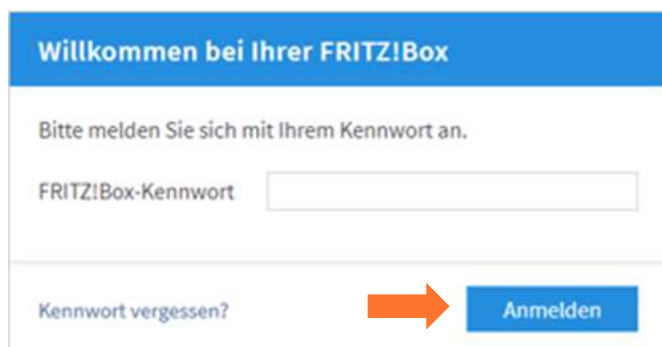 Willkommen bei Ihrer FRITZ!Box
Bitte melden Sie sich mit Ihrem Kennwort an.
FRITZ!Box-Kennwort
Kennwort vergessen?
Anmelden